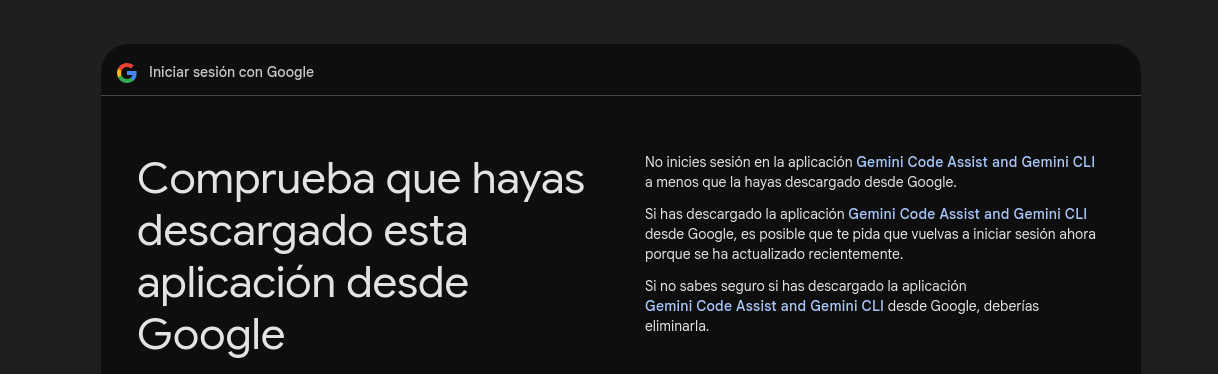 Iniciar sesión con Google
Comprueba que hayas
descargado esta
aplicación desde
Google
No inicies sesión en la aplicación Gemini Code Assist and Gemini CLI
a menos que la hayas descargado desde Google.
Si has descargado la aplicación Gemini Code Assist and Gemini CLI
desde Google, es posible que te pida que vuelvas a iniciar sesión ahora
porque se ha actualizado recientemente.
Si no sabes seguro si has descargado la aplicación
Gemini Code Assist and Gemini CLI desde Google, deberías
eliminarla.